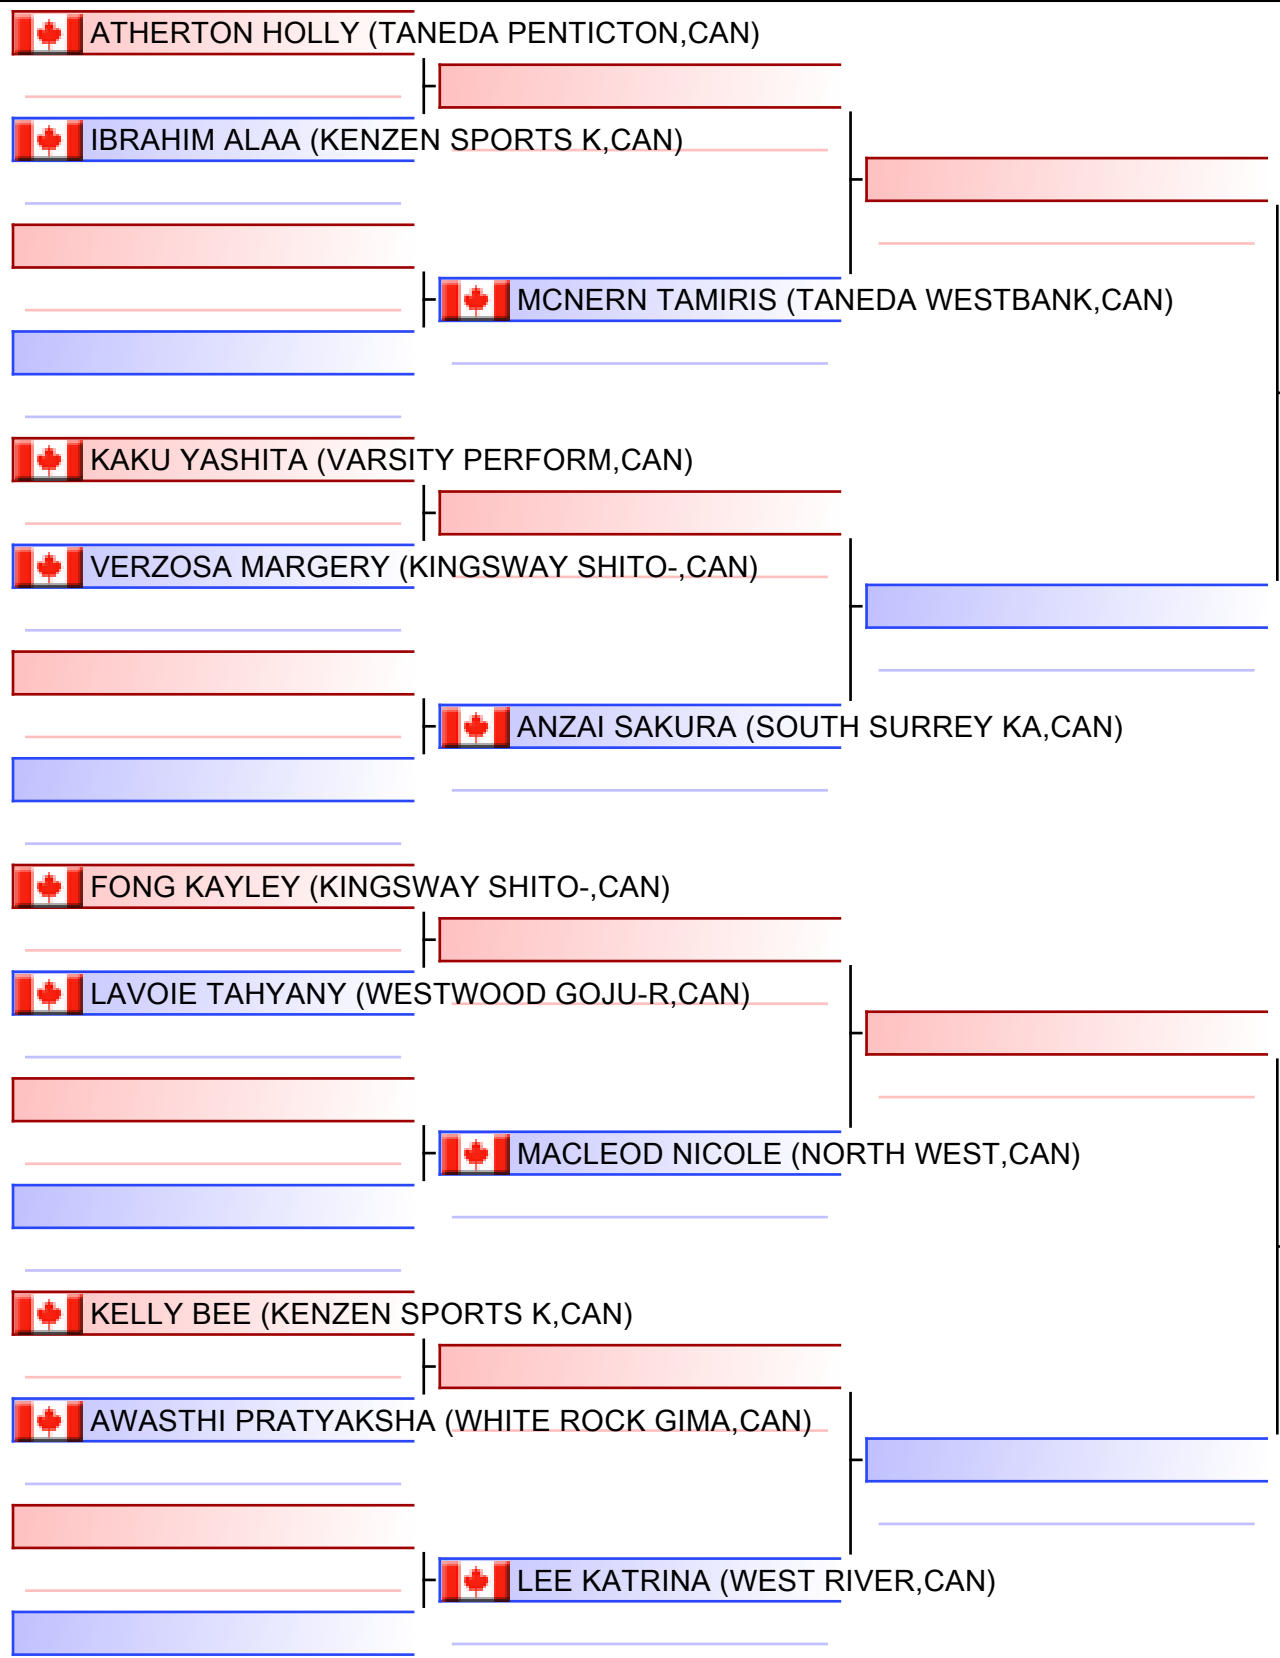 ATHERTON HOLLY (TANEDA PENTICTON,CAN)
IBRAHIM ALAA (KENZEN SPORTS K,CAN)
MCNERN TAMIRIS (TANEDA WESTBANK,CAN)
KAKU YASHITA (VARSITY PERFORM,CAN)
VERZOSA MARGERY (KINGSWAY SHITO-,CAN)
ANZAI SAKURA (SOUTH SURREY KA,CAN)
FONG KAYLEY (KINGSWAY SHITO-,CAN)
LAVOIE TAHYANY (WESTWOOD GOJU-R,CAN)
MACLEOD NICOLE (NORTH WEST,CAN)
KELLY BEE (KENZEN SPORTS K,CAN)
AWASTHI PRATYAKSHA (WHITE ROCK GIMA,CAN)
LEE KATRINA (WEST RIVER,CAN)